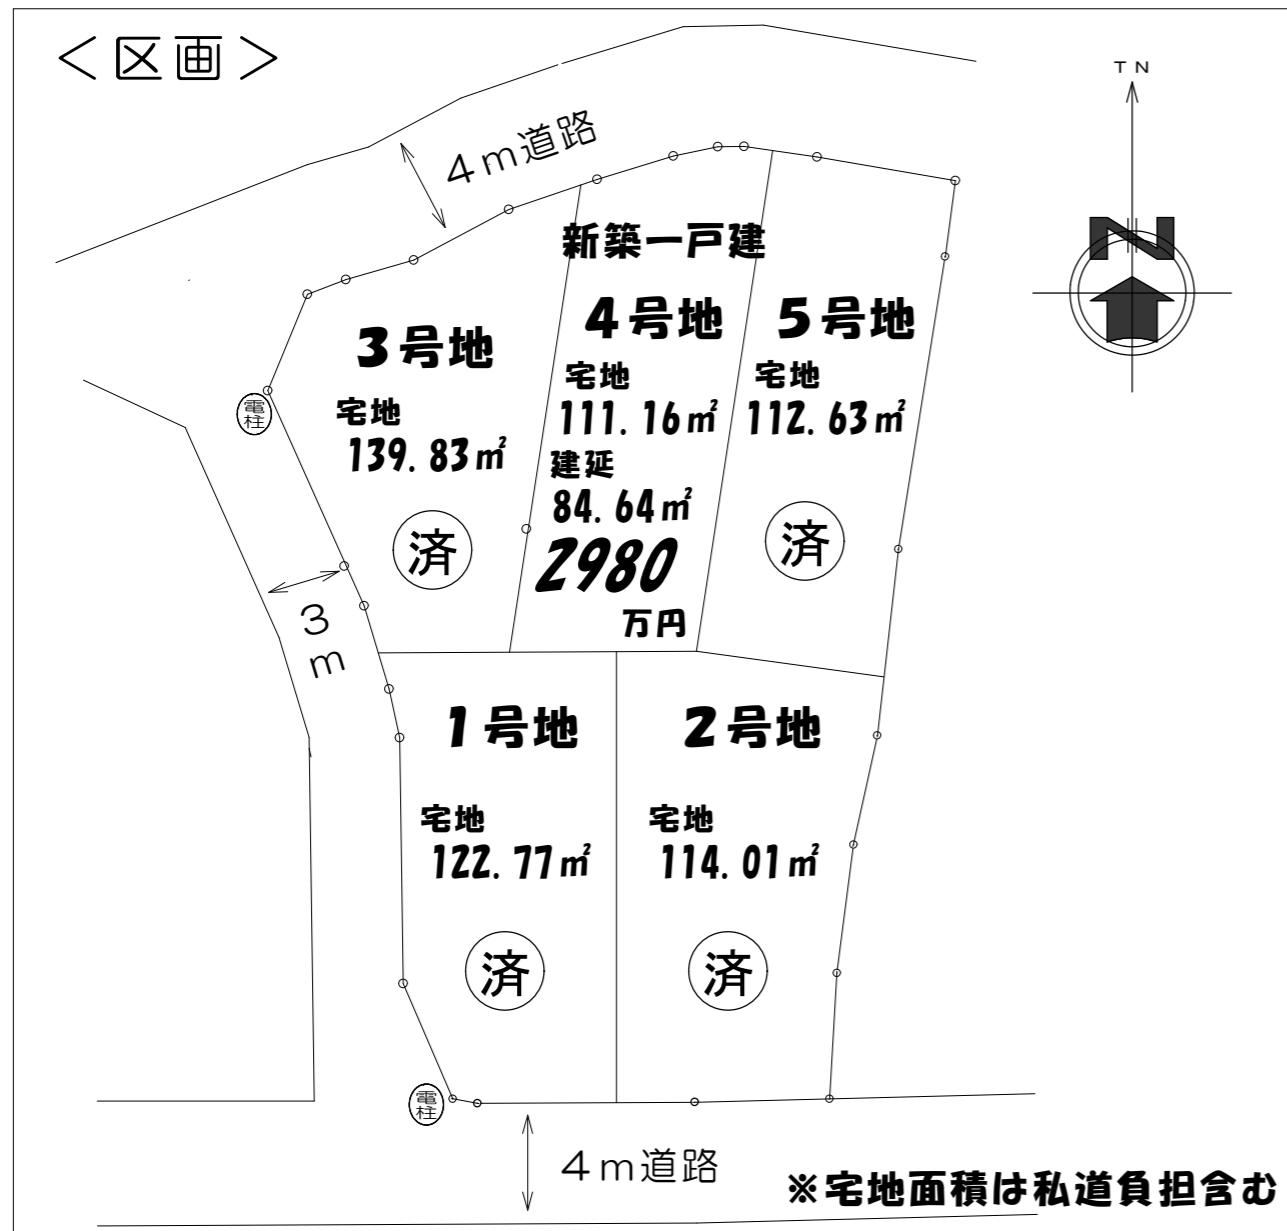 ＜区画＞
TN
N
4m道路
新築一戸建
3号地
宅地
139.83㎡
済
4号地
宅地
111.16㎡
建延
84.64㎡
2980
万円
5号地
宅地
112.63㎡
済
電柱
3m
1号地
宅地
122.77㎡
済
2号地
宅地
114.01㎡
済
電柱
4m道路
※宅地面積は私道負担含む